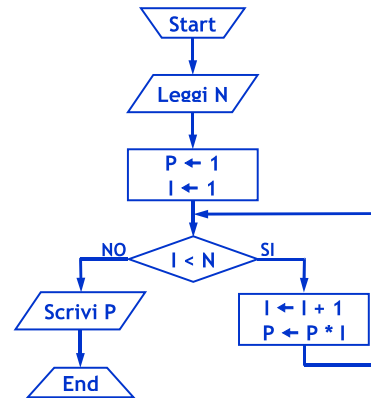 Start
Leggi N
P ← 1
I ← 1
I < N
NO
SI
Scrivi P
I ← I + 1
P ← P * I
End